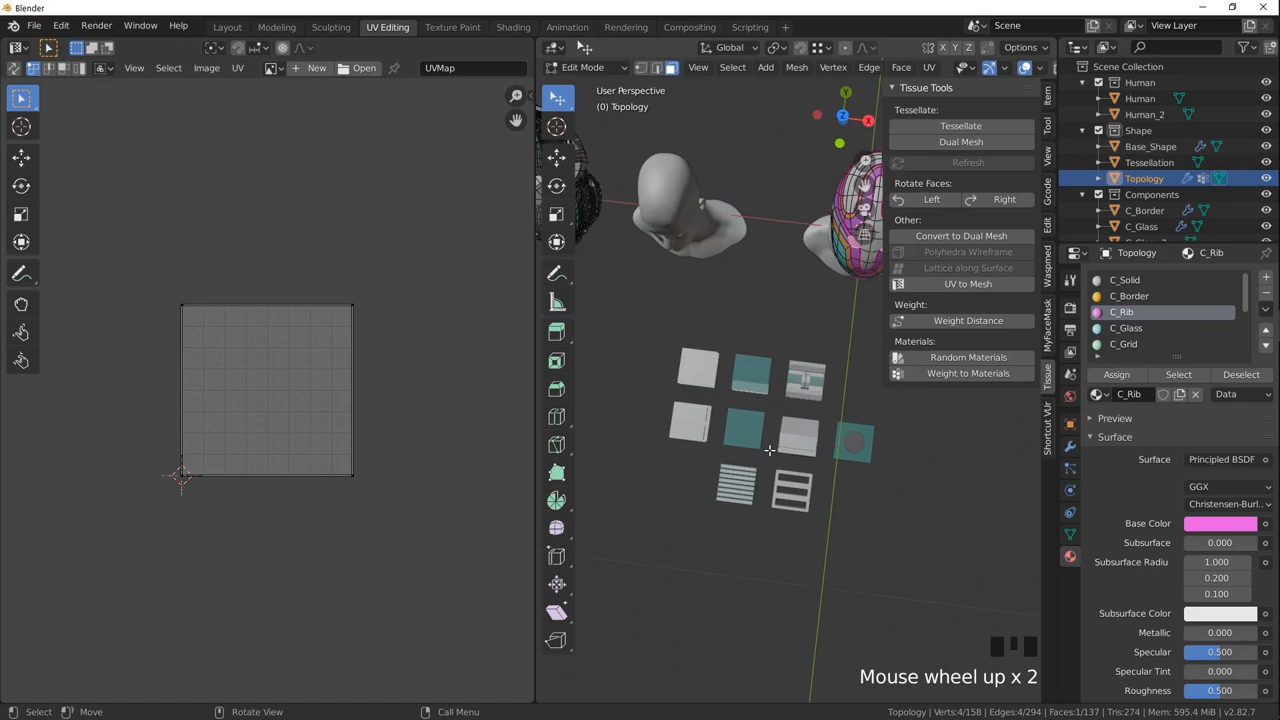 Blender
File Edit Render Window Help
Layout Modeling Sculpting UV Editing Texture Paint Shading Animation Rendering Compositing Scripting +
Scene
View Layer
View Select Image UV
New
Open
UVMap
Global
X Y Z
Options
Edit Mode
View Select Add Mesh Vertex Edge Face UV
User Perspective
(0) Topology
Z X Y
Tissue Tools
Tessellate:
Tessellate
Dual Mesh
Refresh
Rotate Faces:
Left
Right
Other:
Convert to Dual Mesh
Polyhedra Wireframe
Lattice along Surface
UV to Mesh
Weight:
Weight Distance
Materials:
Random Materials
Weight to Materials
Item
Tool
View
Gcode
Edit
Waspmed
MyFaceMask
Tissue
Shortcut VUr
Scene Collection
Human
Human
Human_2
Shape
Base_Shape
Tessellation
Topology
Components
C_Border
C_Glass
Topology
C_Rib
C_Solid
C_Border
C_Rib
C_Glass
C_Grid
Assign
Select
Deselect
C_Rib
Data
Preview
Surface
Surface Principled BSDF
GGX
Christensen-Burl..
Base Color
Subsurface 0.000
Subsurface Radiu 1.000
0.200
0.100
Subsurface Color
Metallic 0.000
Specular 0.500
Specular Tint 0.000
Roughness 0.500
Mouse wheel up x 2
Select
Move
Rotate View
Call Menu
Topology | Verts:4/158 | Edges:4/294 | Faces:1/137 | Tris:274 | Mem: 595.4 MiB | v2.82.7